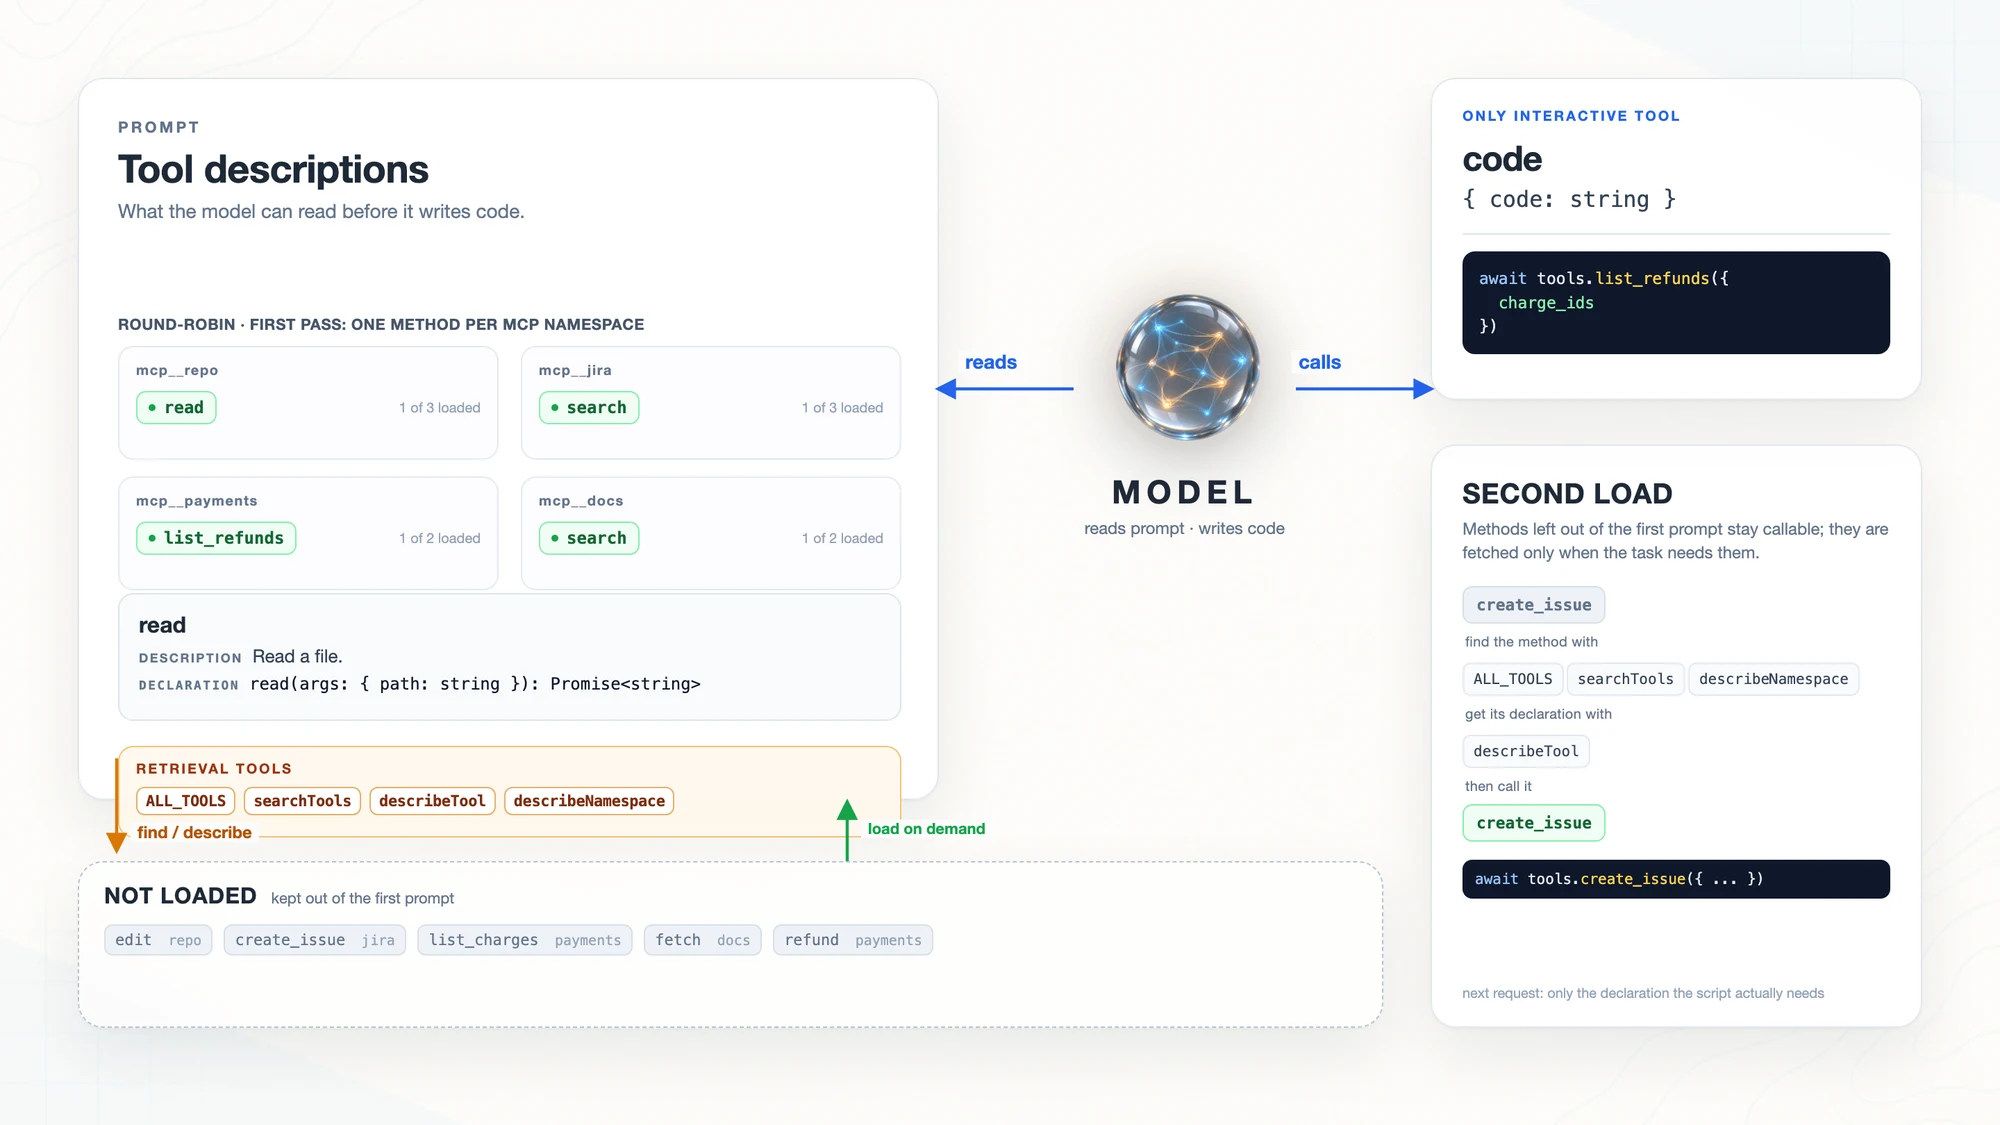 PROMPT
Tool descriptions
What the model can read before it writes code.
ROUND-ROBIN · FIRST PASS: ONE METHOD PER MCP NAMESPACE
mcp__repo
read
1 of 3 loaded
mcp__jira
search
1 of 3 loaded
mcp__payments
list_refunds
1 of 2 loaded
mcp__docs
search
1 of 2 loaded
read
DESCRIPTION Read a file.
DECLARATION read(args: { path: string }): Promise<string>
RETRIEVAL TOOLS
ALL_TOOLS searchTools describeTool describeNamespace
find / describe
load on demand
NOT LOADED kept out of the first prompt
edit repo create_issue jira list_charges payments fetch docs refund payments
reads
calls
MODEL
reads prompt · writes code
ONLY INTERACTIVE TOOL
code
{ code: string }
await tools.list_refunds({
charge_ids
})
SECOND LOAD
Methods left out of the first prompt stay callable; they are
fetched only when the task needs them.
create_issue
find the method with
ALL_TOOLS searchTools describeNamespace
get its declaration with
describeTool
then call it
create_issue
await tools.create_issue({ ... })
next request: only the declaration the script actually needs